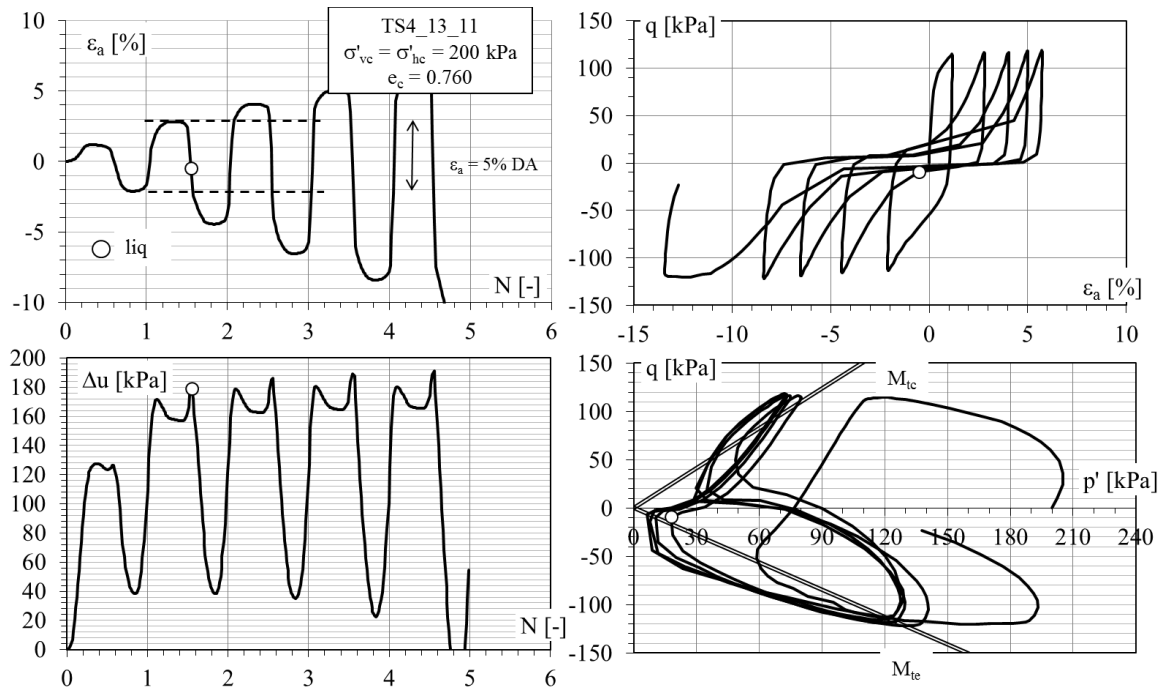 10
5
0
-5
-10
εa [%]
TS4_13_11
σ'vc = σ'hc = 200 kPa
ec = 0.760
εa = 5% DA
liq
N [-]
0 1 2 3 4 5 6
150
100
50
0
-50
-100
-150
q [kPa]
εa [%]
-15 -10 -5 0 5 10
200
180
160
140
120
100
80
60
40
20
0
Δu [kPa]
N [-]
0 1 2 3 4 5 6
150
100
50
0
-50
-100
-150
q [kPa]
Mtc
p' [kPa]
0 30 60 90 120 150 180 210 240
Mte